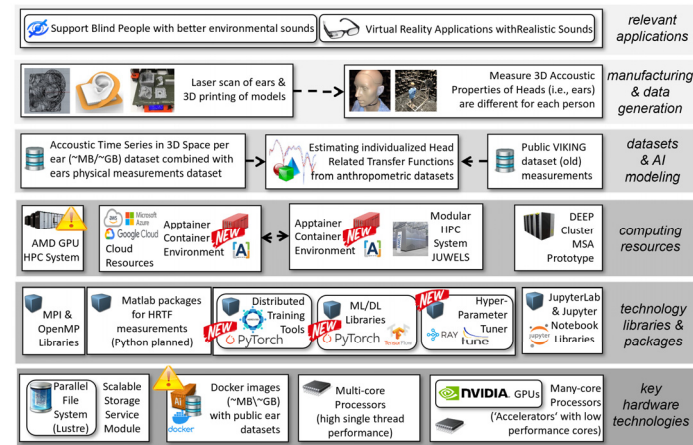 Support Blind People with better environmental sounds
Virtual Reality Applications withRealistic Sounds
relevant
applications
Laser scan of ears &
3D printing of models
Measure 3D Accoustic
Properties of Heads (i.e., ears)
are different for each person
manufacturing
& data
generation
Accoustic Time Series in 3D Space per
ear (~MB/~GB) dataset combined with
ears physical measurements dataset
Estimating individualized Head
Related Transfer Functions
from anthropometric datasets
Public VIKING
dataset (old)
measurements
datasets
& AI
modeling
AMD GPU
HPC System
aws
Microsoft
Azure
Google Cloud
Cloud
Resources
Apptainer
Container
Environment
NEW
[A]
Apptainer
Container
Environment
NEW
[A]
Modular
HPC
System
JUWELS
DEEP
Cluster
MSA
Prototype
computing
resources
MPI &
OpenMP
Libraries
Matlab packages
for HRTF
measurements
(Python planned)
Distributed
Training
Tools
NEW
PyTorch
ML/DL
Libraries
NEW
PyTorch
TensorFlow
Hyper-
Parameter
Tuner
NEW
RAY
tune
JupyterLab
& Jupyter
Notebook
Libraries
jupyter
technology
libraries &
packages
Parallel
File
System
(Lustre)
Scalable
Storage
Service
Module
Ai
docker
Docker images
(~MB\~GB)
with public ear
datasets
Multi-core
Processors
(high single thread
performance)
NVIDIA. GPUs
Many-core
Processors
('Accelerators' with low
performance cores)
key
hardware
technologies